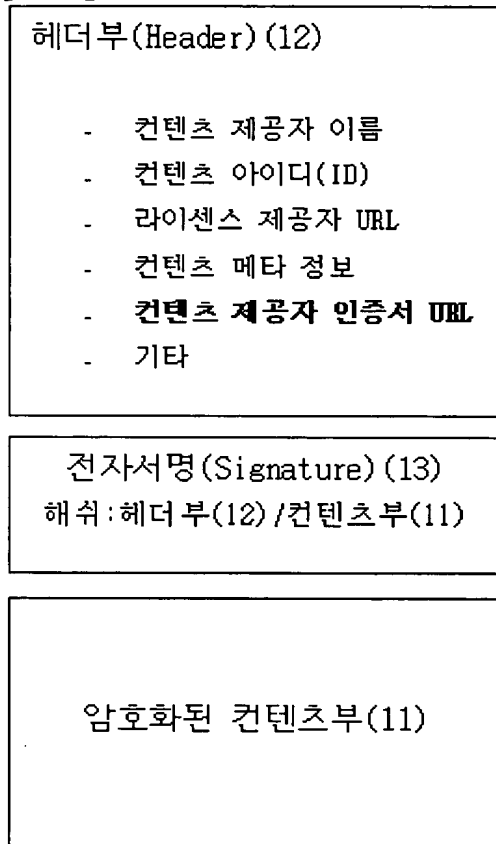 헤더부(Header)(12)
- 컨텐츠 제공자 이름
- 컨텐츠 아이디(ID)
- 라이센스 제공자 URL
- 컨텐츠 메타 정보
- 컨텐츠 제공자 인증서 URL
- 기타
전자서명(Signature)(13)
해쉬:헤더부(12)/컨텐츠부(11)
암호화된 컨텐츠부(11)